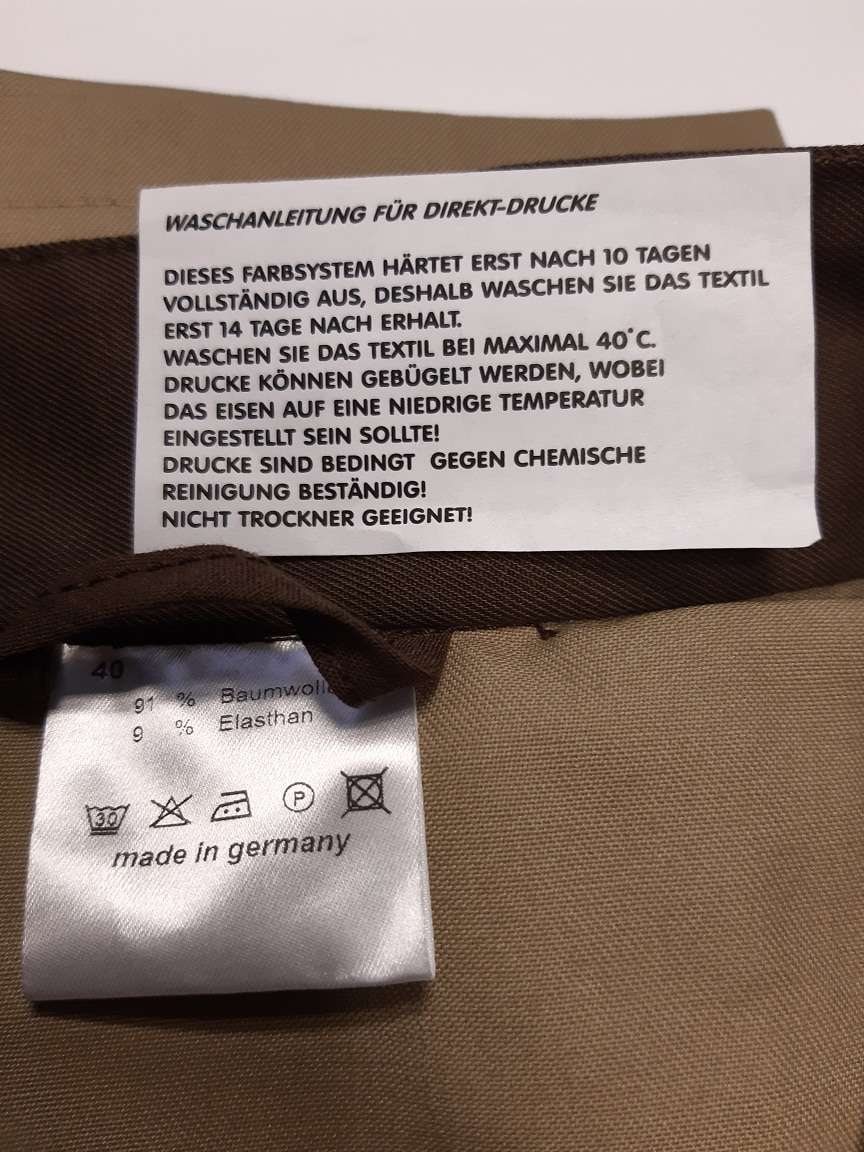 WASCHANLEITUNG FÜR DIREKT-DRUCKE
DIESES FARBSYSTEM HÄRTET ERST NACH 10 TAGEN
VOLLSTÄNDIG AUS, DESHALB WASCHEN SIE DAS TEXTIL
ERST 14 TAGE NACH ERHALT.
WASCHEN SIE DAS TEXTIL BEI MAXIMAL 40°C.
DRUCKE KÖNNEN GEBÜGELT WERDEN, WOBEI
DAS EISEN AUF EINE NIEDRIGE TEMPERATUR
EINGESTELLT SEIN SOLLTE!
DRUCKE SIND BEDINGT GEGEN CHEMISCHE
REINIGUNG BESTÄNDIG!
NICHT TROCKNER GEEIGNET!
40
91 % Baumwolle
9 % Elasthan
30 P
made in germany